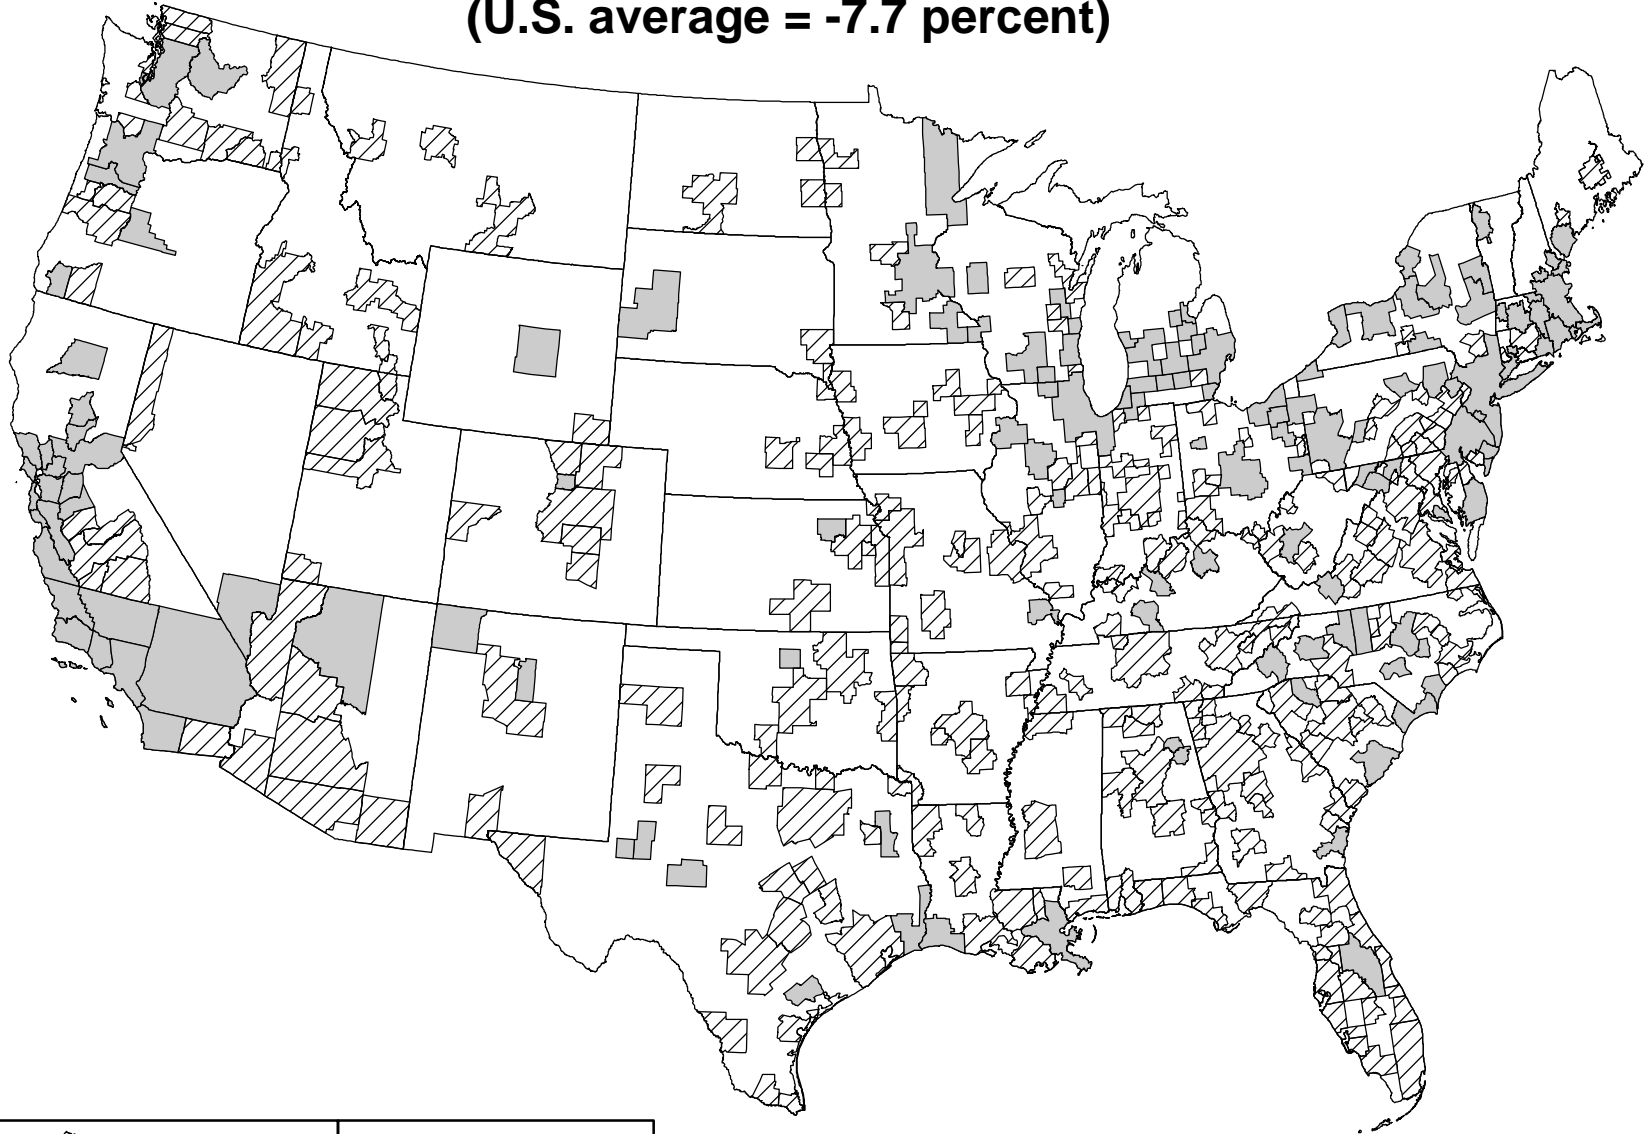 (U.S. average = -7.7 percent)